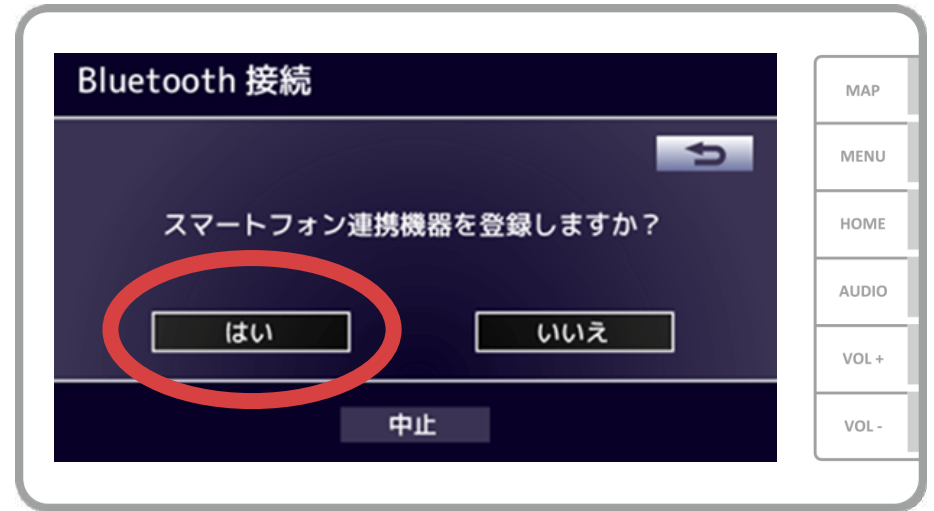 Bluetooth 接続
スマートフォン連携機器を登録しますか？
はい
いいえ
中止
MAP
MENU
HOME
AUDIO
VOL +
VOL -